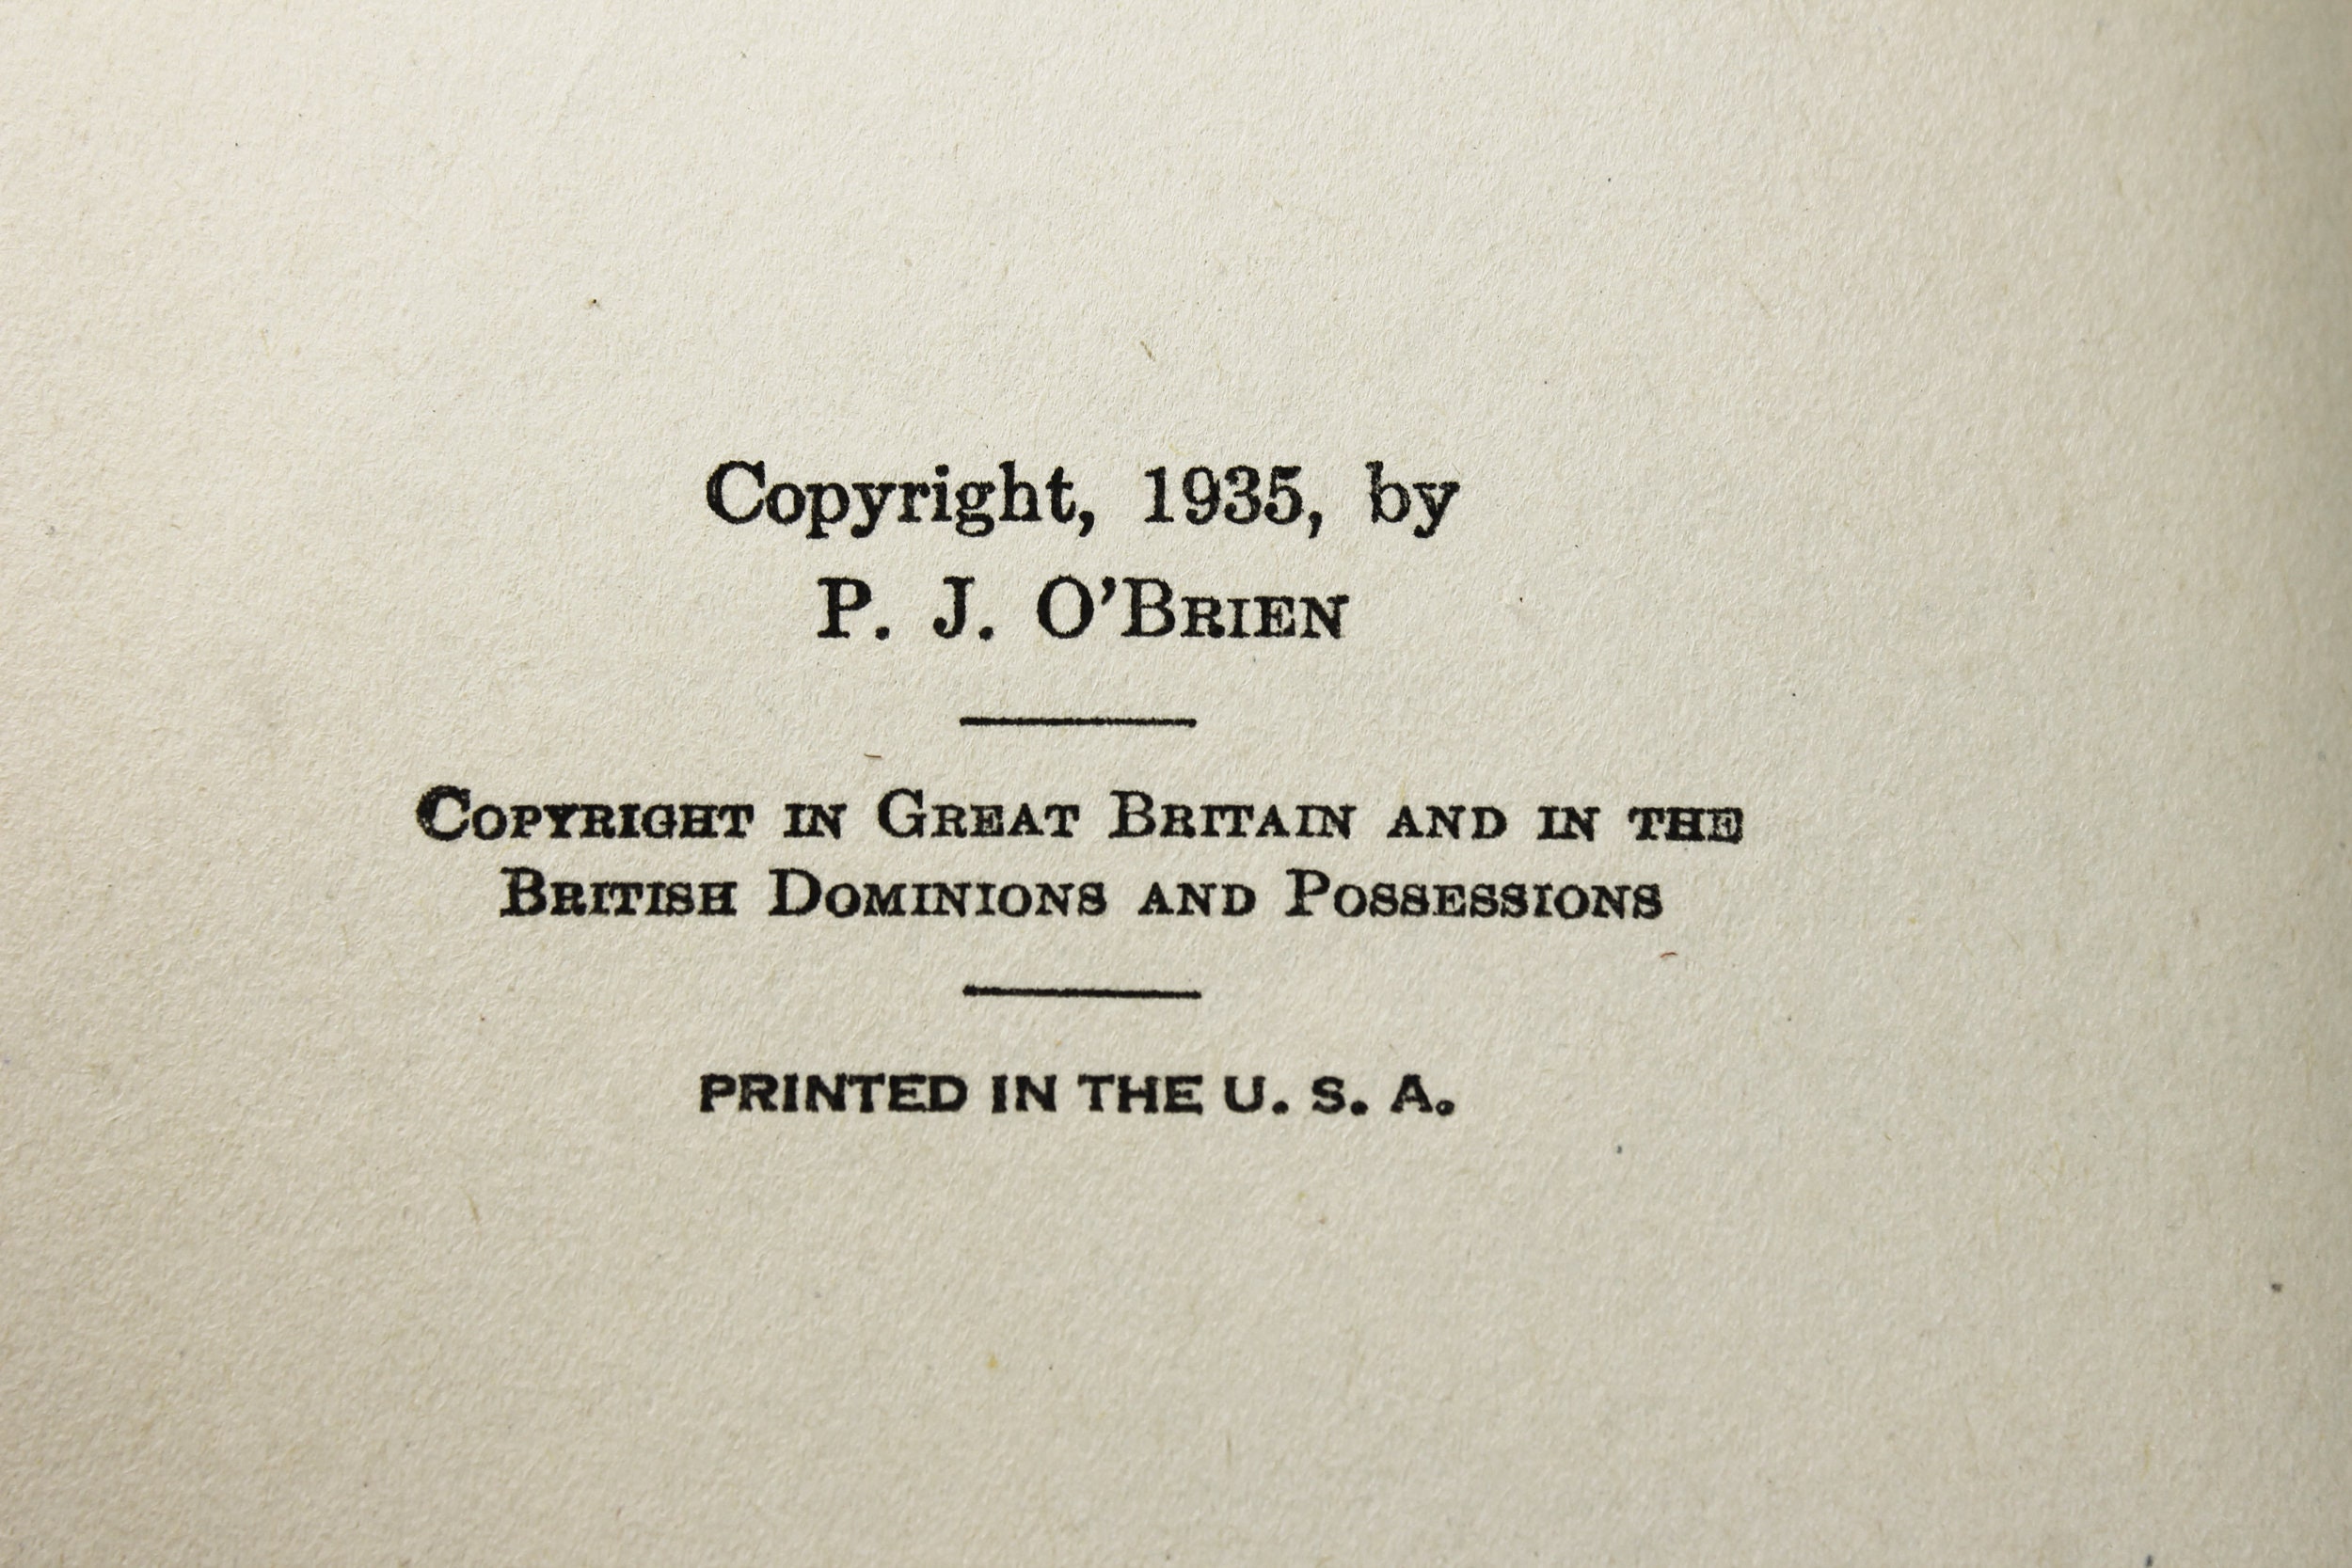 Copyright, 1935, by
P. J. O'BRIEN
COPYRIGHT IN GREAT BRITAIN AND IN THE
BRITISH DOMINIONS AND POSSESSIONS
PRINTED IN THE U. S. A.